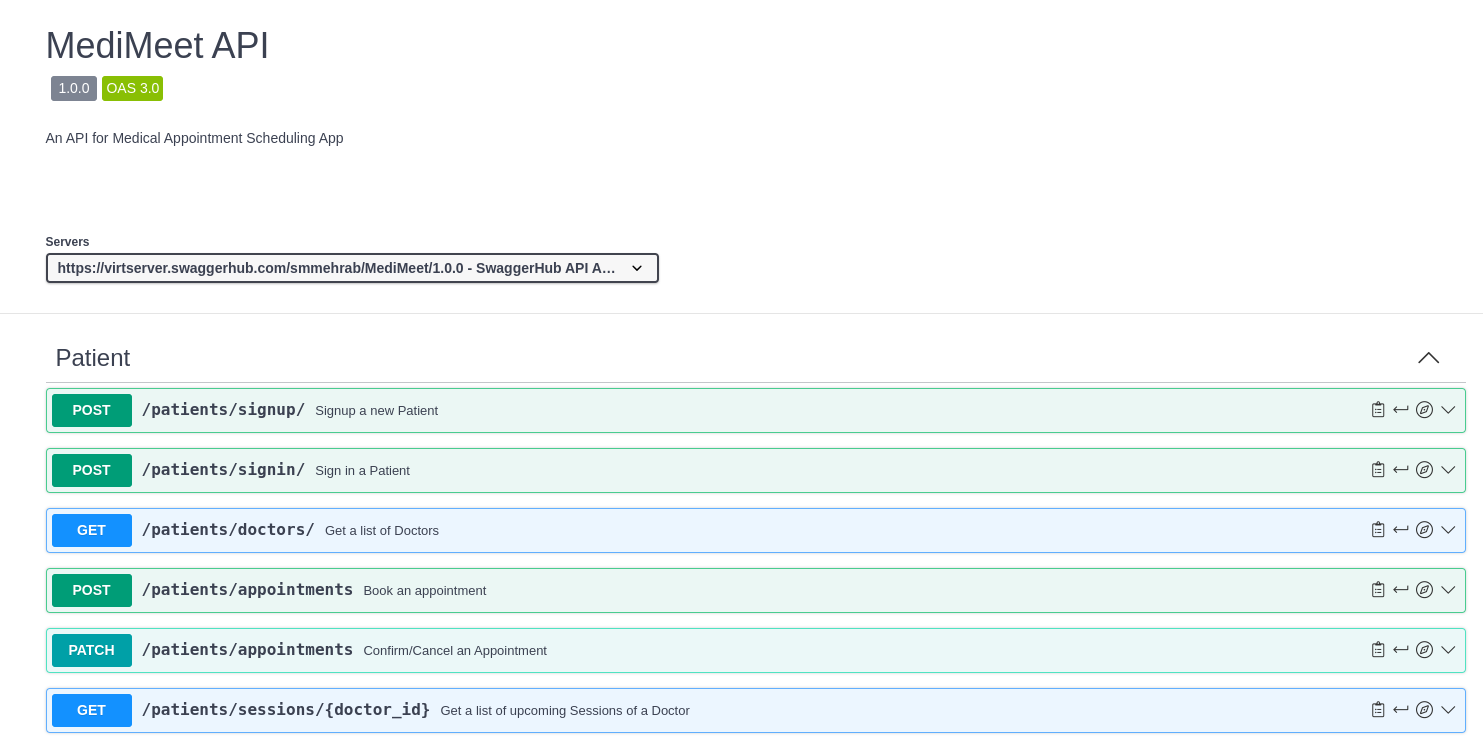 MediMeet API
1.0.0 OAS 3.0
An API for Medical Appointment Scheduling App
Servers
https://virtserver.swaggerhub.com/smmehrab/MediMeet/1.0.0 - SwaggerHub API A…
Patient
POST /patients/signup/ Signup a new Patient
POST /patients/signin/ Sign in a Patient
GET /patients/doctors/ Get a list of Doctors
POST /patients/appointments Book an appointment
PATCH /patients/appointments Confirm/Cancel an Appointment
GET /patients/sessions/{doctor_id} Get a list of upcoming Sessions of a Doctor